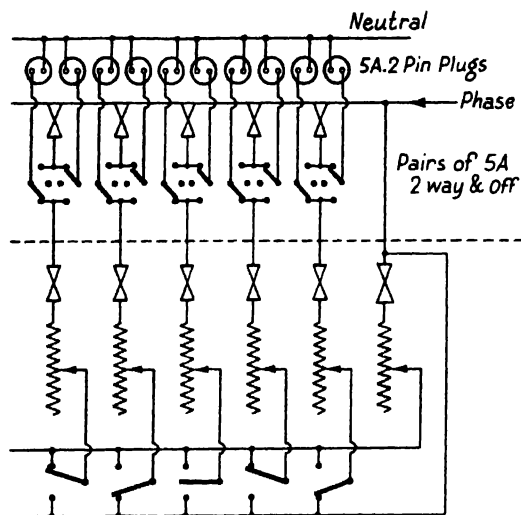 Neutral
5A.2 Pin Plugs
Phase
Pairs of 5A
2 way & off